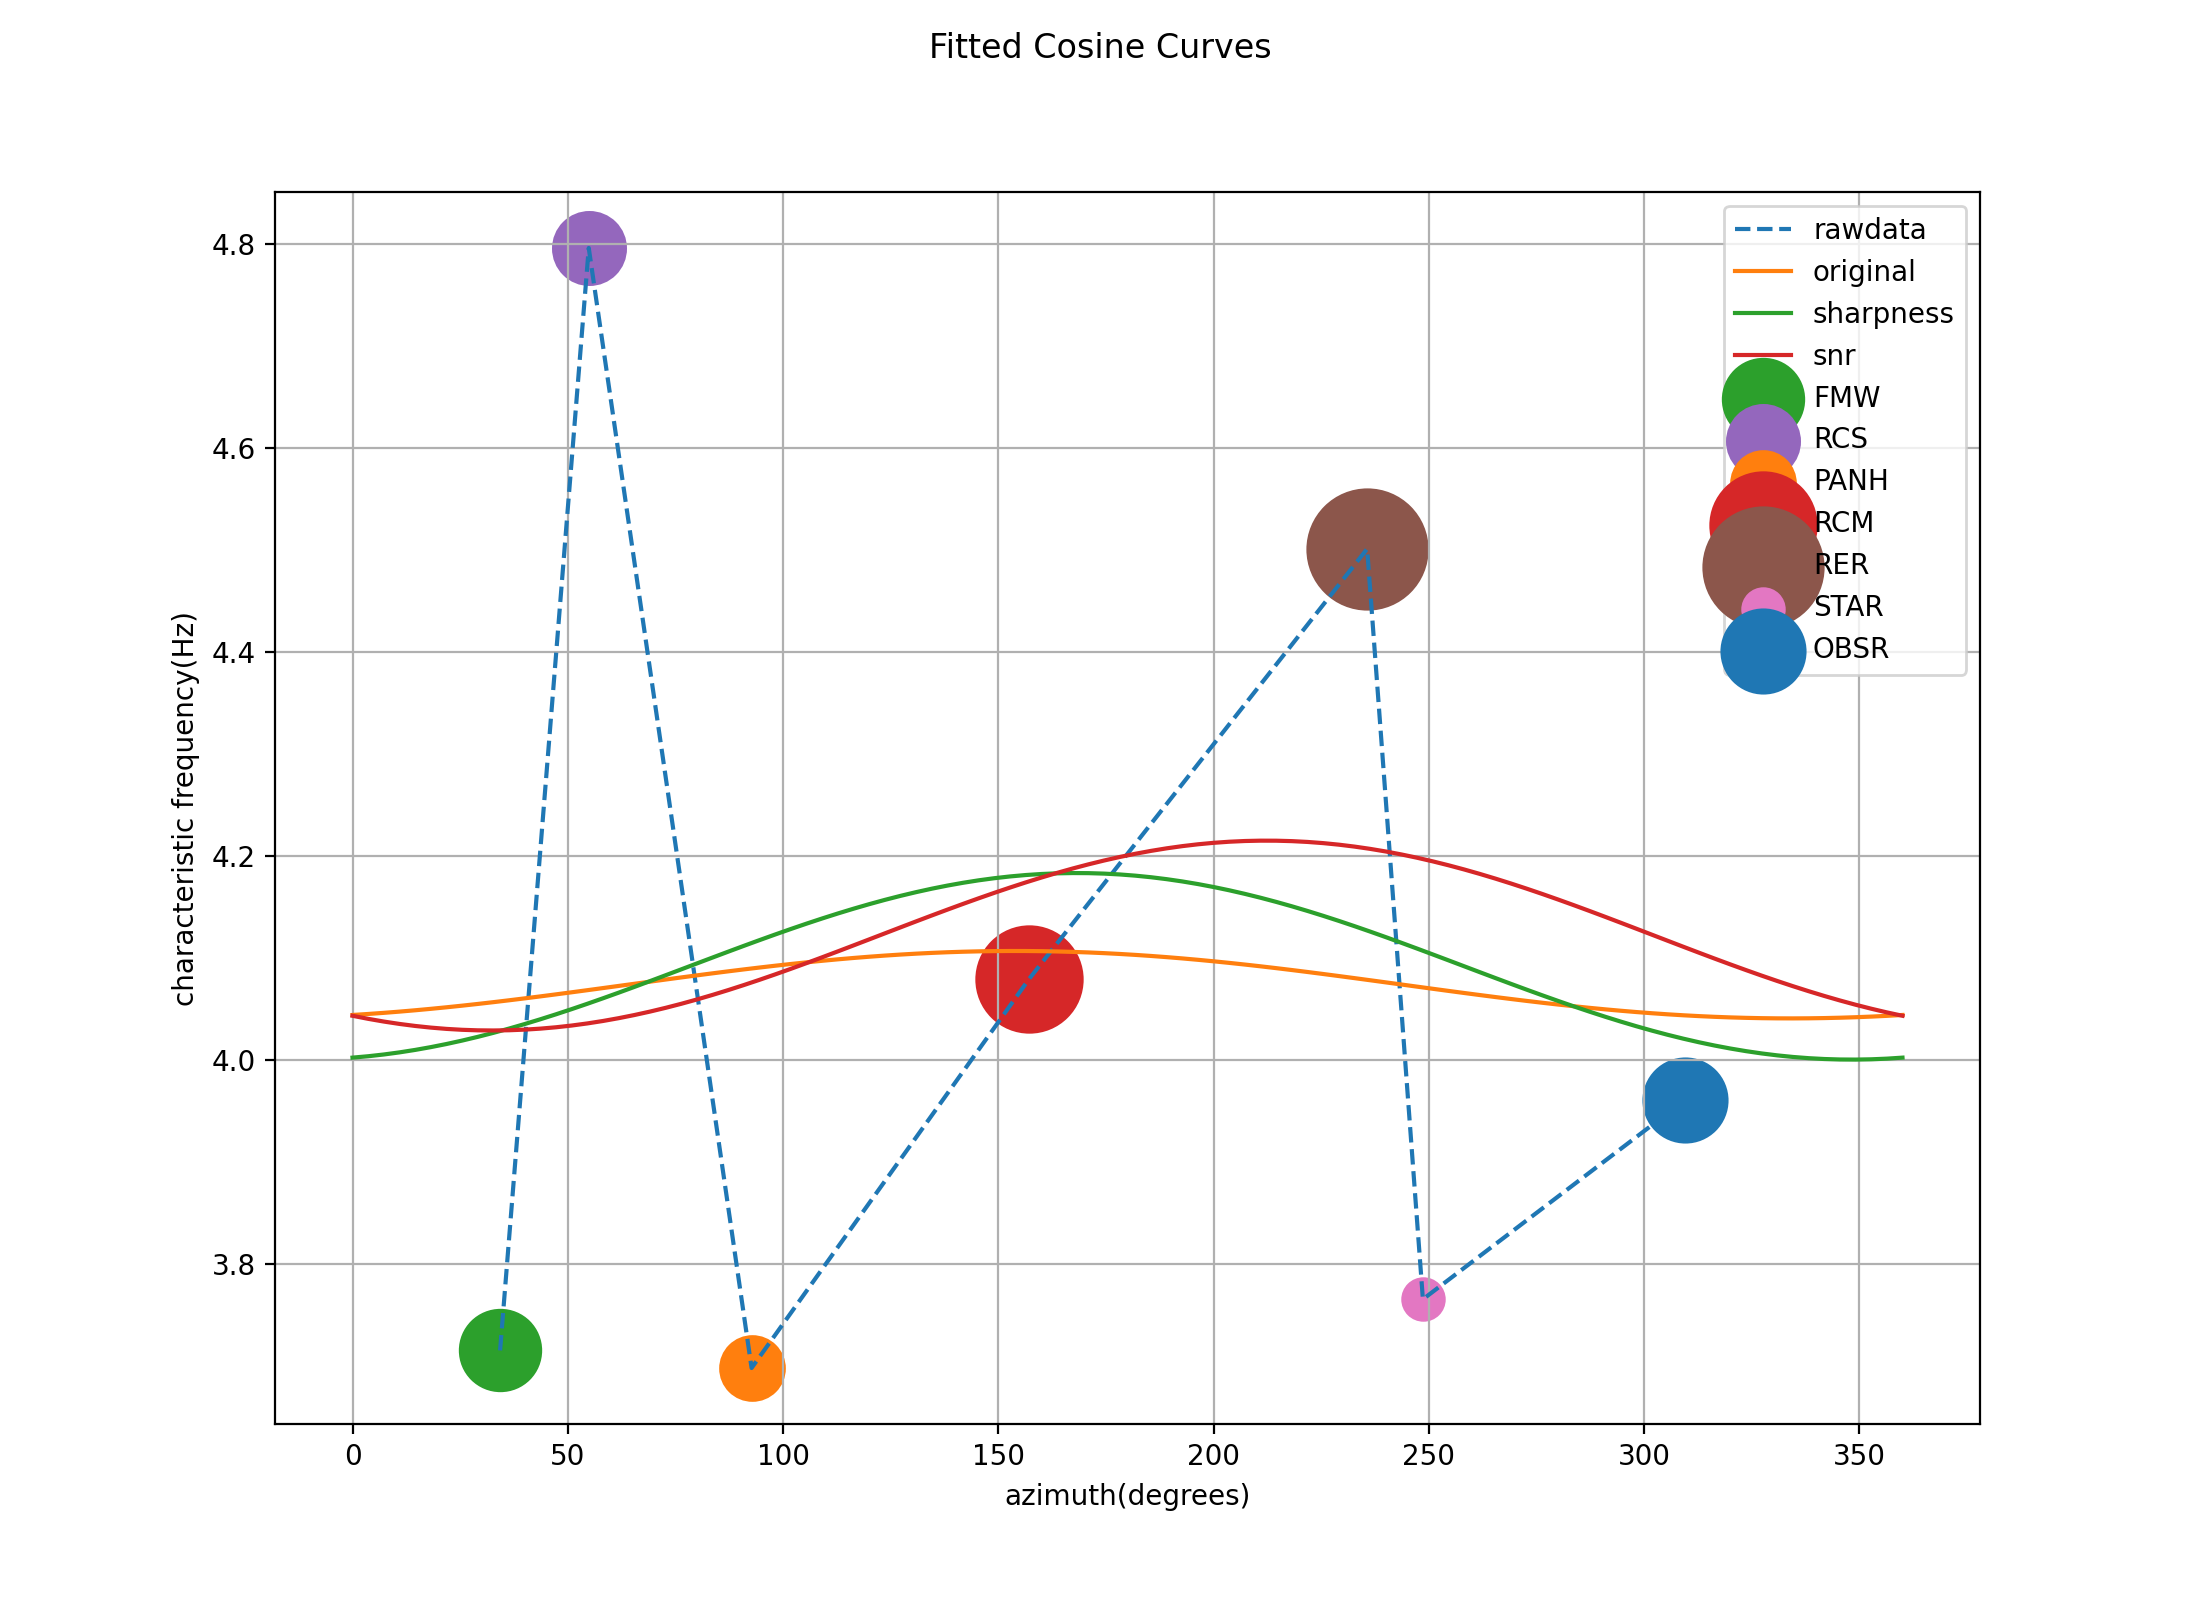 Fitted Cosine Curves
4.8
4.6
4.4
4.2
4.0
3.8
characteristic frequency(Hz)
0 50 100 150 200 250 300 350
azimuth(degrees)
rawdata
original
sharpness
snr
FMW
RCS
PANH
RCM
RER
STAR
OBSR